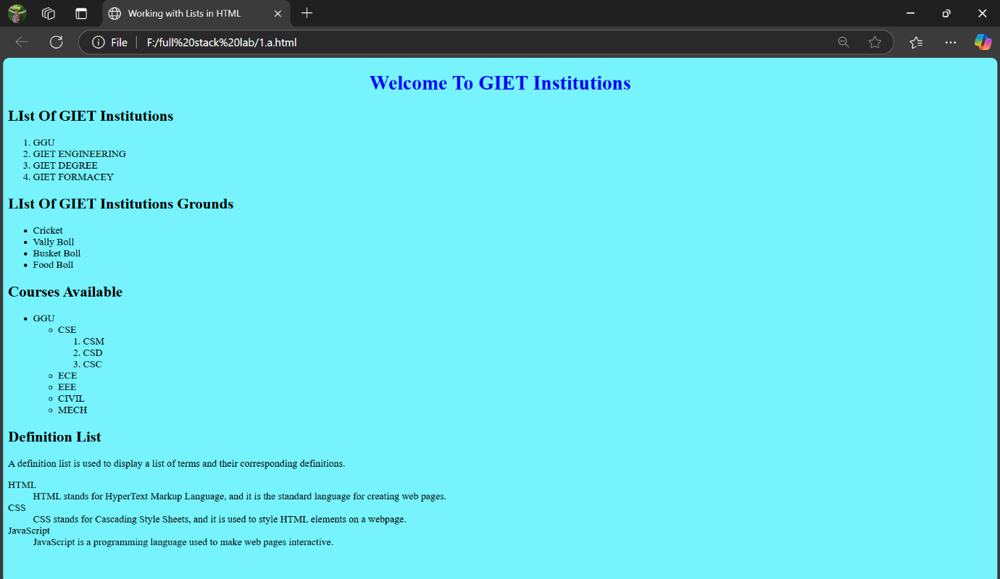 Working with Lists in HTML
File F:/full%20stack%20lab/1.a.html
Welcome To GIET Institutions
LIst Of GIET Institutions
1. GGU
2. GIET ENGINEERING
3. GIET DEGREE
4. GIET FORMACEY
LIst Of GIET Institutions Grounds
• Cricket
• Vally Boll
• Busket Boll
• Food Boll
Courses Available
• GGU
◦ CSE
1. CSM
2. CSD
3. CSC
◦ ECE
◦ EEE
◦ CIVIL
◦ MECH
Definition List
A definition list is used to display a list of terms and their corresponding definitions.
HTML
HTML stands for HyperText Markup Language, and it is the standard language for creating web pages.
CSS
CSS stands for Cascading Style Sheets, and it is used to style HTML elements on a webpage.
JavaScript
JavaScript is a programming language used to make web pages interactive.